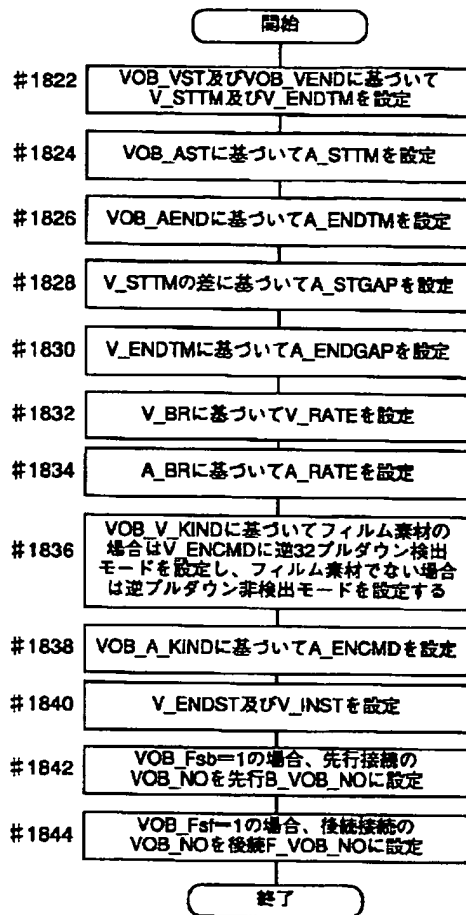 開始
#1822
VOB_VST及びVOB_VENDに基づいて
V_STTM及びV_ENDTMを設定
#1824
VOB_ASTに基づいてA_STTMを設定
#1826
VOB_AENDに基づいてA_ENDTMを設定
#1828
V_STTMの差に基づいてA_STGAPを設定
#1830
V_ENDTMに基づいてA_ENDGAPを設定
#1832
V_BRに基づいてV_RATEを設定
#1834
A_BRに基づいてA_RATEを設定
#1836
VOB_V_KINDに基づいてフィルム素材の
場合はV_ENCMDに逆32プルダウン検出
モードを設定し、フィルム素材でない場合
は逆プルダウン非検出モードを設定する
#1838
VOB_A_KINDに基づいてA_ENCMDを設定
#1840
V_ENDST及びV_INSTを設定
#1842
VOB_Fsb=1の場合、先行接続の
VOB_NOを先行B_VOB_NOに設定
#1844
VOB_Fsf=1の場合、後続接続の
VOB_NOを後続F_VOB_NOに設定
終了